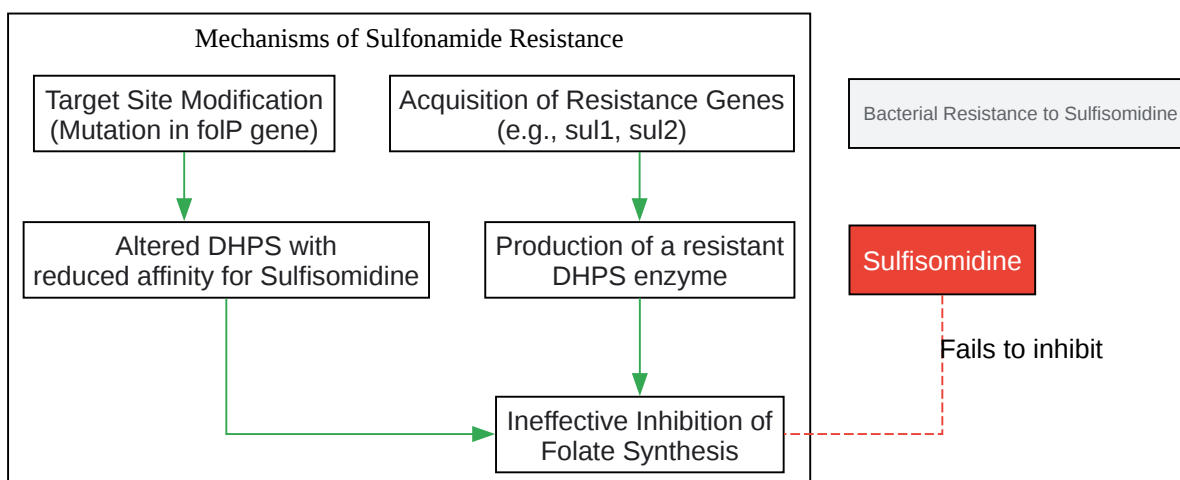 Mechanisms of Sulfonamide Resistance
Target Site Modification
(Mutation in folP gene)
Acquisition of Resistance Genes
(e.g., sul1, sul2)
Bacterial Resistance to Sulfisomidine
Altered DHPS with
reduced affinity for Sulfisomidine
Production of a resistant
DHPS enzyme
Sulfisomidine
Fails to inhibit
Ineffective Inhibition of
Folate Synthesis